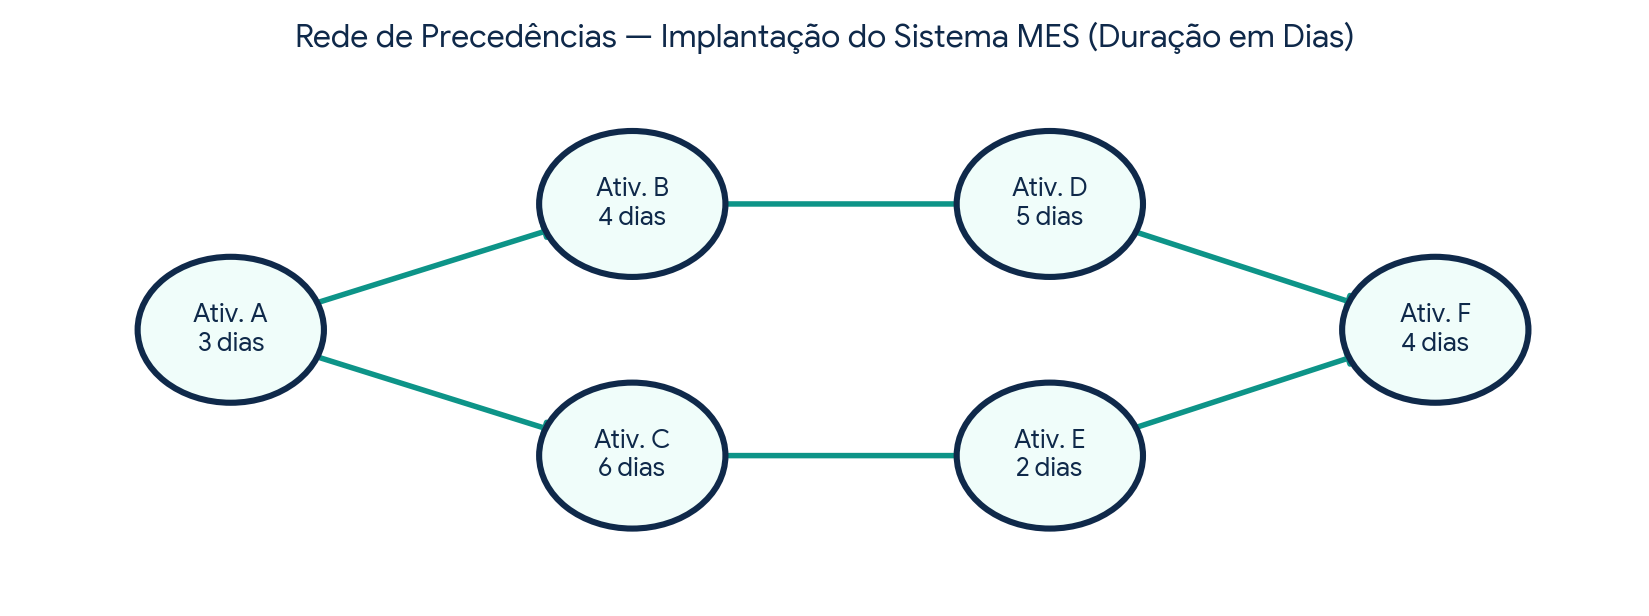 Rede de Precedências — Implantação do Sistema MES (Duração em Dias)
Ativ. B
4 dias
Ativ. D
5 dias
Ativ. A
3 dias
Ativ. F
4 dias
Ativ. C
6 dias
Ativ. E
2 dias